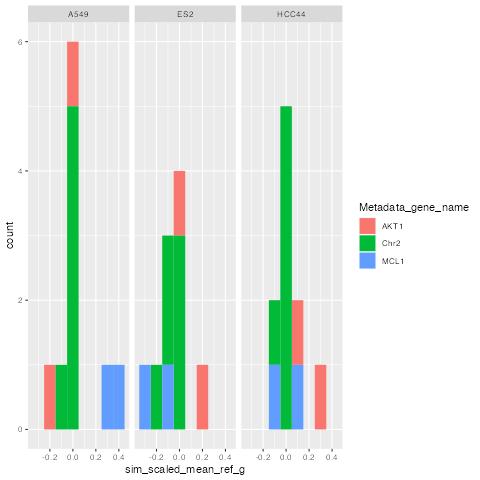 A549 ES2 HCC44
6
4
2
0
count
-0.2 0.0 0.2 0.4 -0.2 0.0 0.2 0.4 -0.2 0.0 0.2 0.4
sim_scaled_mean_ref_g
Metadata_gene_name
AKT1
Chr2
MCL1